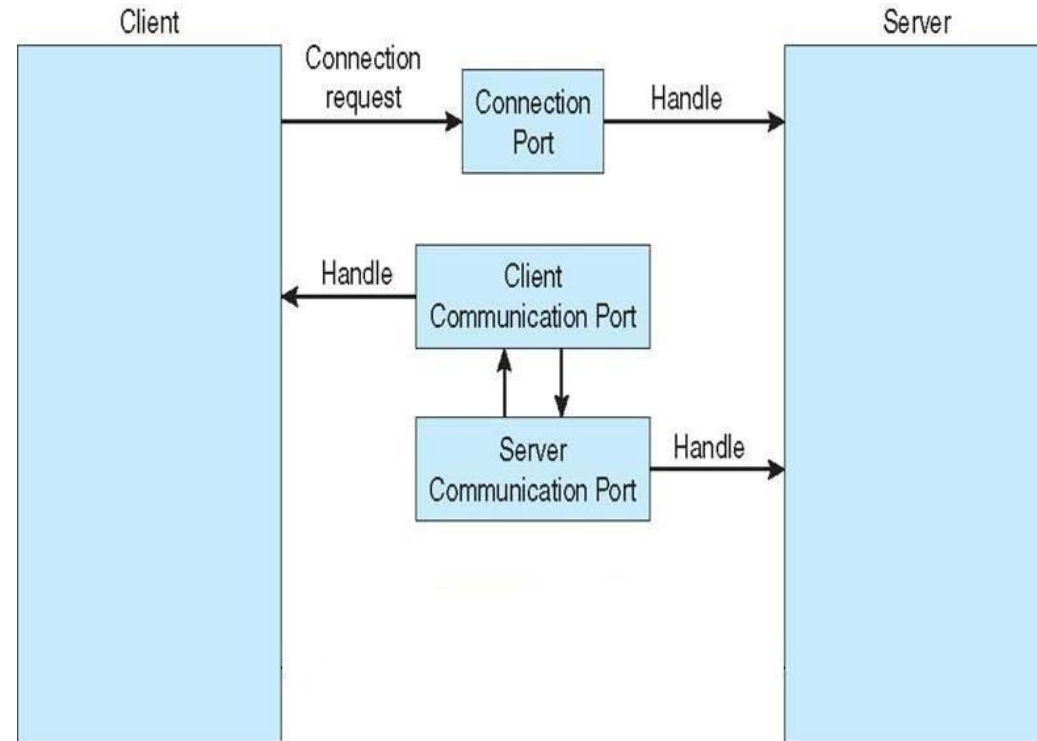 Client
Server
Connection
request
Connection
Port
Handle
Handle
Client
Communication Port
Server
Communication Port
Handle